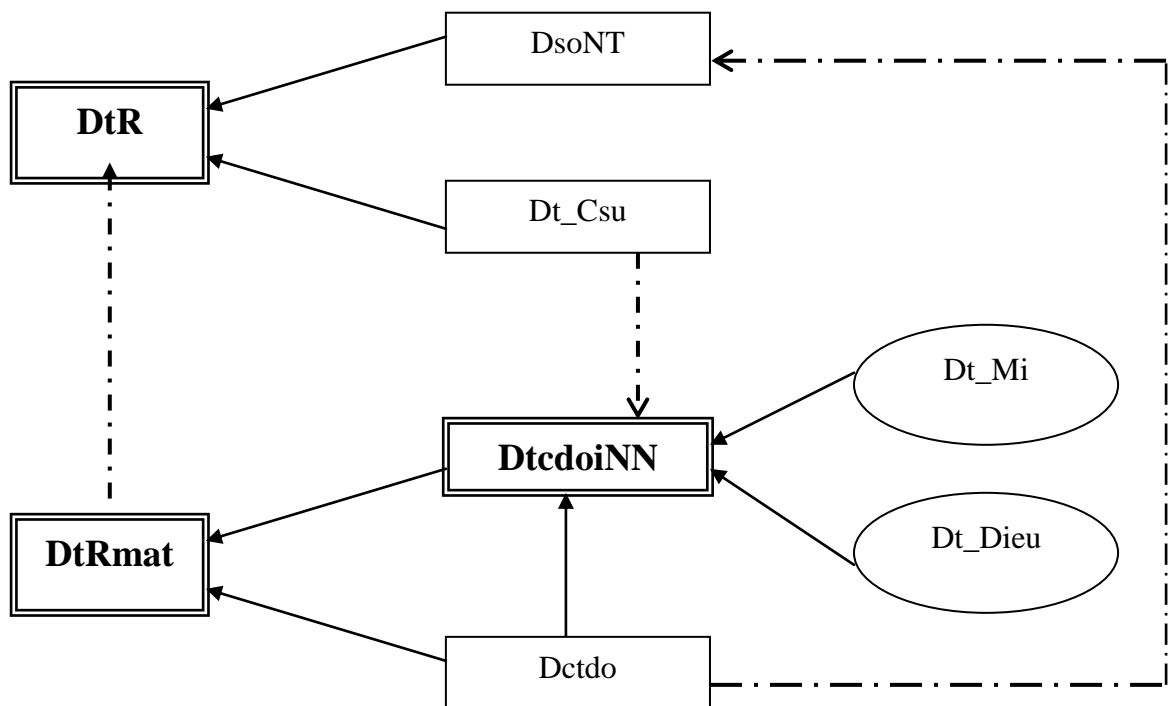 DsoNT
DtR
Dt_Csu
Dt_Mi
DtcdoiNN
Dt_Dieu
DtRmat
Dctdo